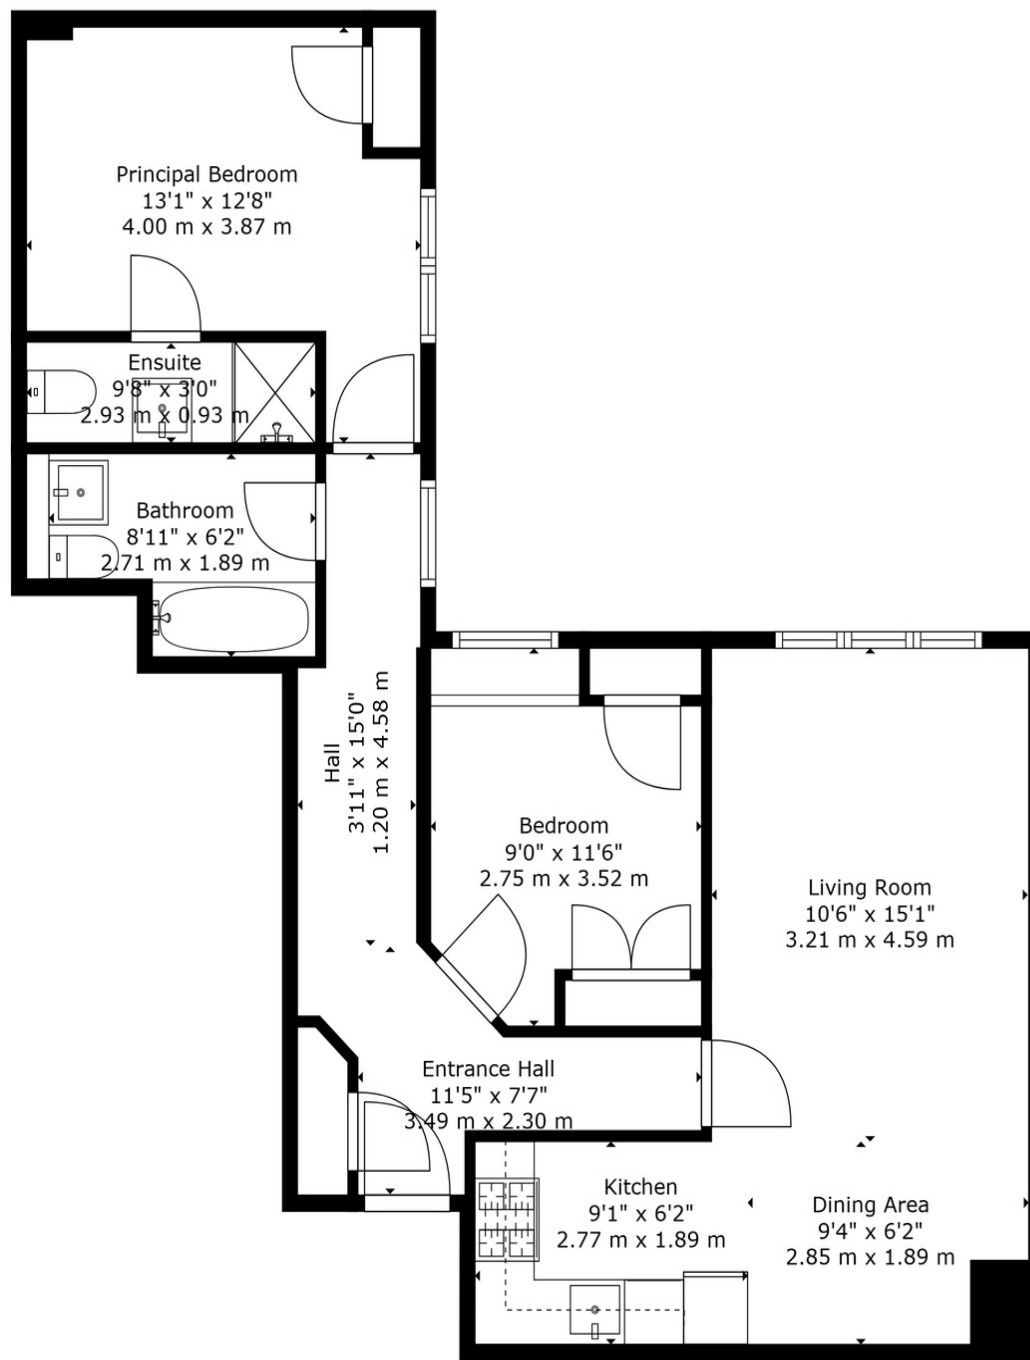 Principal Bedroom
13'1" x 12'8"
4.00 m x 3.87 m
Ensuite
9'8" x 3'0"
2.93 m x 0.93 m
Bathroom
8'11" x 6'2"
2.71 m x 1.89 m
Hall
3'11" x 15'0"
1.20 m x 4.58 m
Bedroom
9'0" x 11'6"
2.75 m x 3.52 m
Living Room
10'6" x 15'1"
3.21 m x 4.59 m
Entrance Hall
11'5" x 7'7"
3.49 m x 2.30 m
Kitchen
9'1" x 6'2"
2.77 m x 1.89 m
Dining Area
9'4" x 6'2"
2.85 m x 1.89 m